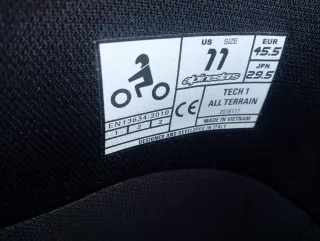 US SIZE
11
EUR
45.5
JPN
29.5
alpinestars
TECH 1
ALL TERRAIN
CE
MADE IN VIETNAM
EN13634:2010
1 2 2
DESIGNED AND DEVELOPED IN ITALY